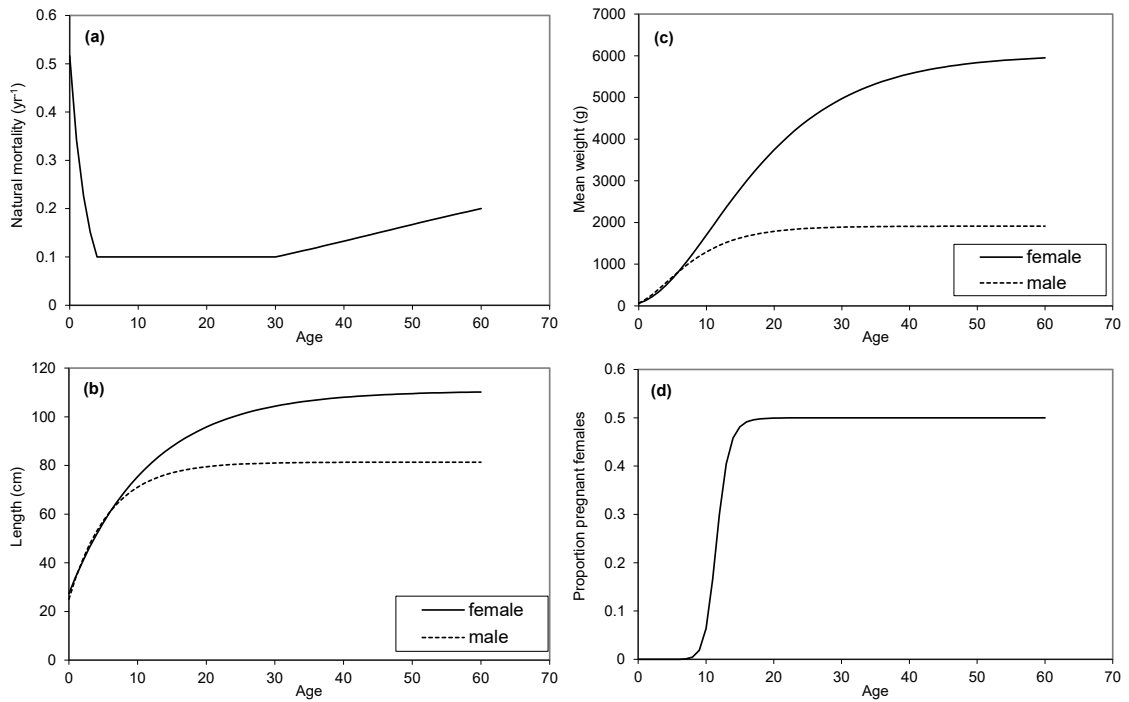 (a)
Natural mortality (yr⁻¹)
0.6
0.5
0.4
0.3
0.2
0.1
0
0 10 20 30 40 50 60 70
Age
(c)
Mean weight (g)
7000
6000
5000
4000
3000
2000
1000
0
female
male
0 10 20 30 40 50 60 70
Age
(b)
Length (cm)
120
100
80
60
40
20
0
female
male
0 10 20 30 40 50 60 70
Age
(d)
Proportion pregnant females
0.6
0.5
0.4
0.3
0.2
0.1
0
0 10 20 30 40 50 60 70
Age